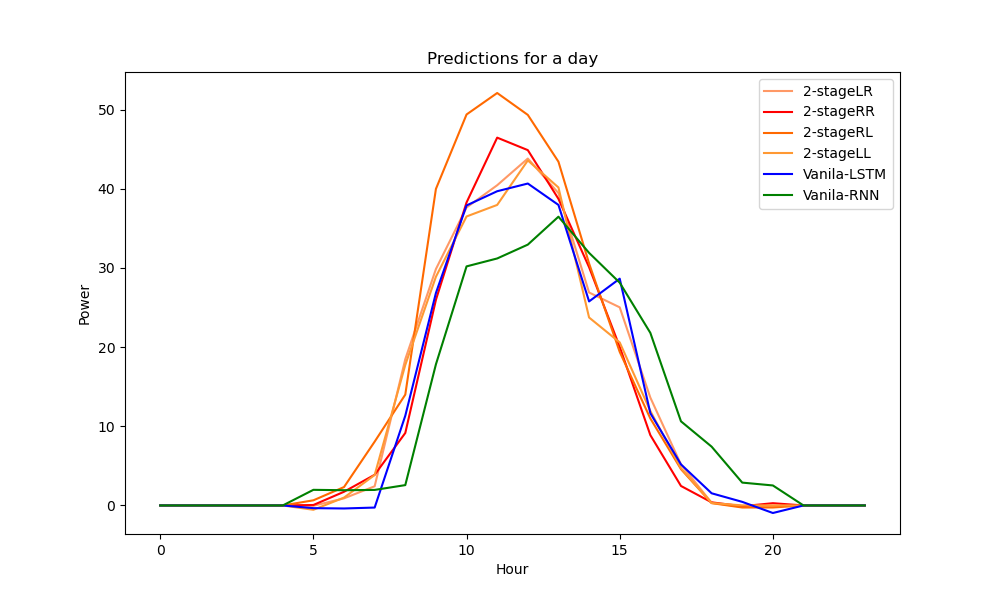 Predictions for a day
2-stageLR
2-stageRR
2-stageRL
2-stageLL
Vanila-LSTM
Vanila-RNN
Power
50
40
30
20
10
0
0 5 10 15 20
Hour